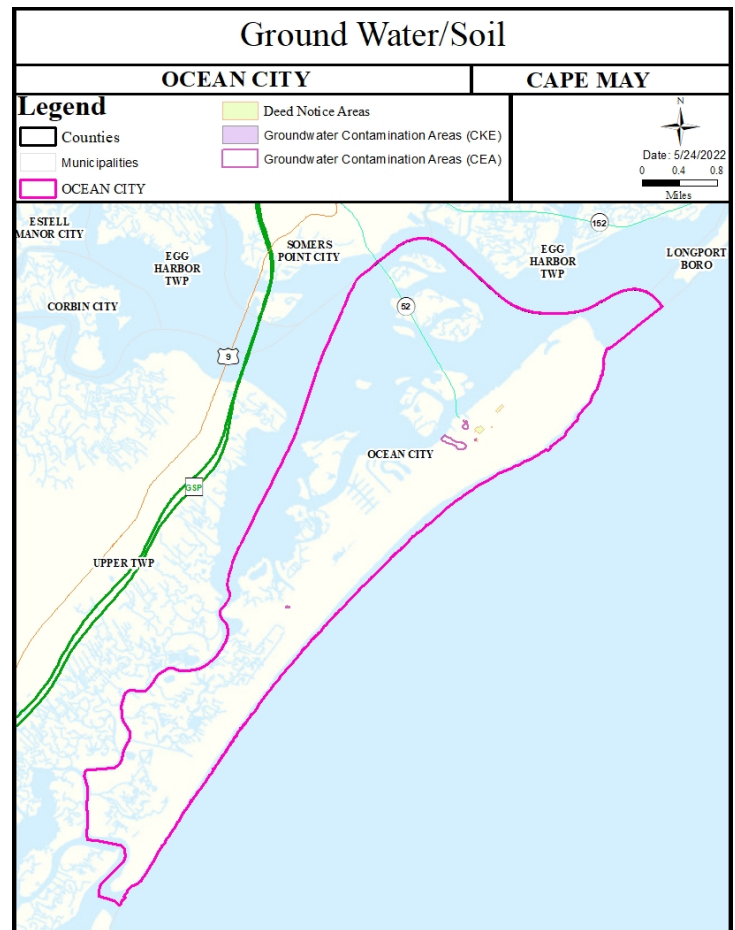 Ground Water/Soil
OCEAN CITY
CAPE MAY
Legend
Counties
Municipalities
OCEAN CITY
Deed Notice Areas
Groundwater Contamination Areas (CKE)
Groundwater Contamination Areas (CEA)
N
Date: 5/24/2022
0 0.4 0.8
Miles
ESTELL
MANOR CITY
EGG
HARBOR
TWP
SOMERS
POINT CITY
EGG
HARBOR
TWP
152
LONGPORT
BORO
CORBIN CITY
52
9
OCEAN CITY
GSP
UPPER TWP